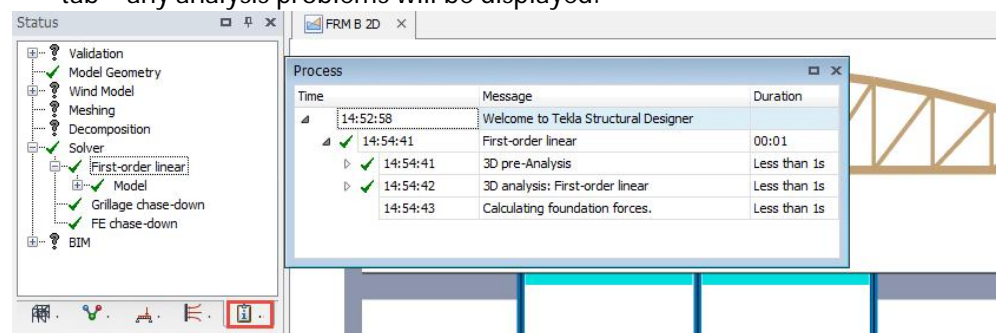 tab – any analysis problems will be displayed.
Status
FRM B 2D
Validation
Model Geometry
Wind Model
Meshing
Decomposition
Solver
First-order linear
Model
Grillage chase-down
FE chase-down
BIM
Process
Time Message Duration
14:52:58 Welcome to Tekla Structural Designer
14:54:41 First-order linear 00:01
14:54:41 3D pre-Analysis Less than 1s
14:54:42 3D analysis: First-order linear Less than 1s
14:54:43 Calculating foundation forces. Less than 1s